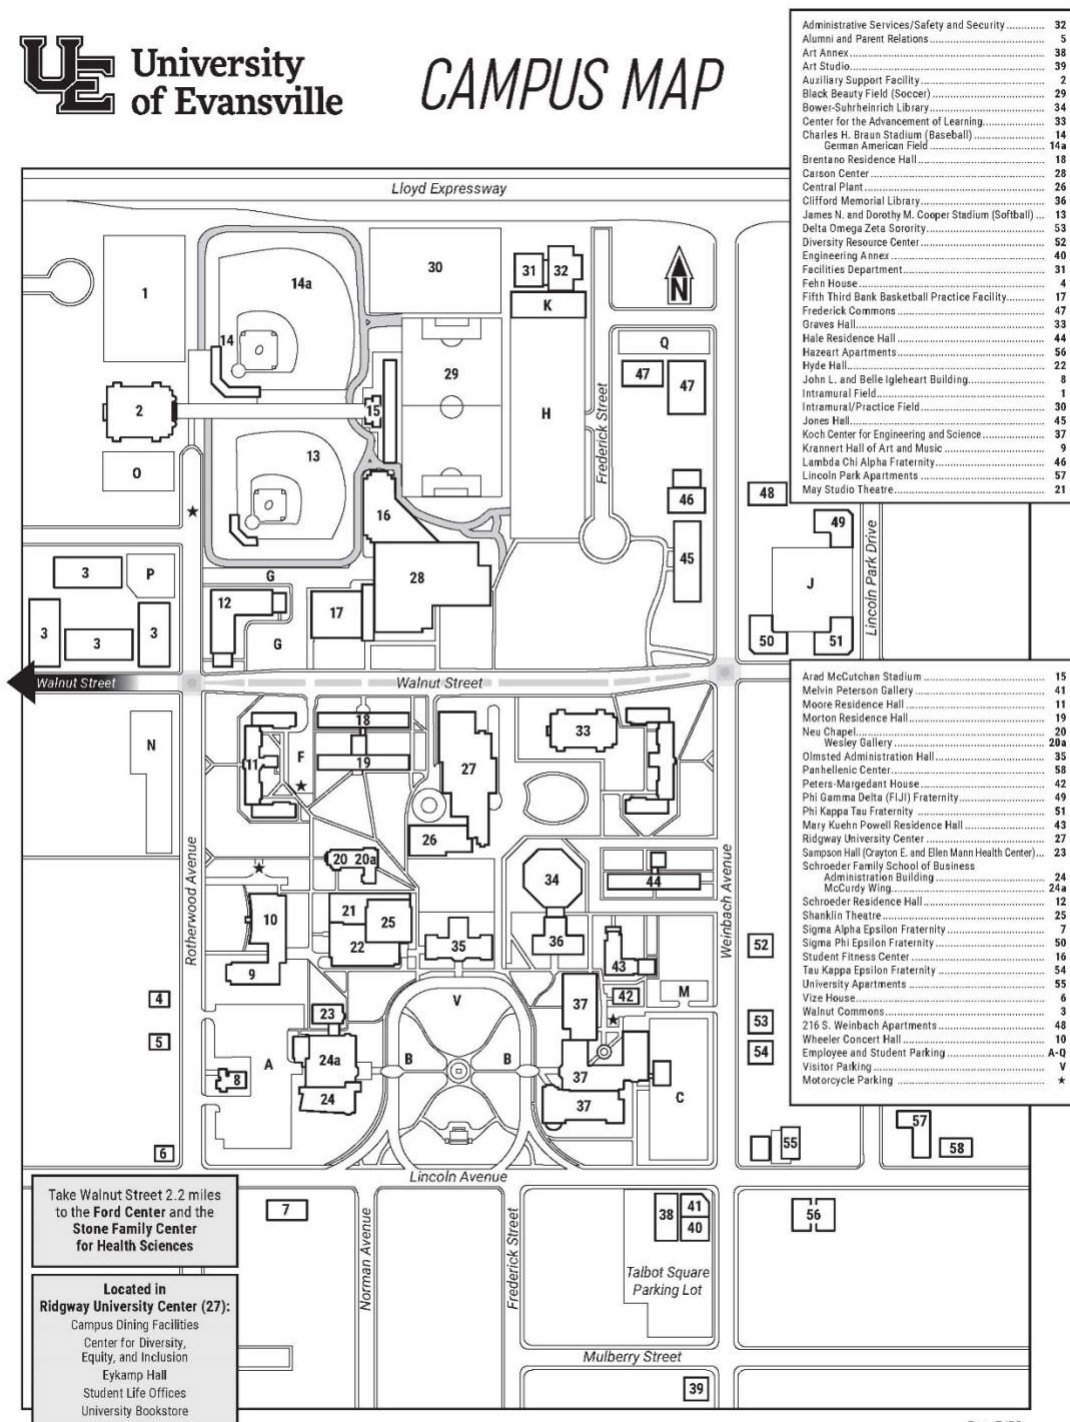 UE University
of Evansville
CAMPUS MAP
Administrative Services/Safety and Security 32
Alumni and Parent Relations 5
Art Annex 38
Art Studio 39
Auxiliary Support Facility 2
Black Beauty Field (Soccer) 29
Bower-Suhrheinrich Library 34
Center for the Advancement of Learning 33
Charles H. Braun Stadium (Baseball) 14
German American Field 14a
Brentano Residence Hall 18
Carson Center 28
Central Plant 26
Clifford Memorial Library 36
James N. and Dorothy M. Cooper Stadium (Softball) 13
Delta Omega Zeta Sorority 53
Diversity Resource Center 52
Engineering Annex 40
Facilities Department 31
Fehn House 4
Fifth Third Bank Basketball Practice Facility 17
Frederick Commons 47
Graves Hall 33
Hale Residence Hall 44
Hazeart Apartments 56
Hyde Hall 22
John L. and Belle Igleheart Building 8
Intramural Field 1
Intramural/Practice Field 30
Jones Hall 45
Koch Center for Engineering and Science 37
Krannert Hall of Art and Music 9
Lambda Chi Alpha Fraternity 46
Lincoln Park Apartments 57
May Studio Theatre 21
Lloyd Expressway
1
14a
30
31
32
K
N
14
Q
29
47
47
2
15
H
Frederick Street
O
13
16
46
48
49
★
45
3
P
G
28
J
Lincoln Park Drive
12
17
3
3
3
G
50
51
Walnut Street
Walnut Street
Arad McCutchan Stadium 15
Melvin Peterson Gallery 41
Moore Residence Hall 11
Morton Residence Hall 19
Neu Chapel 20
Wesley Gallery 20a
Olmsted Administration Hall 35
Panhellenic Center 58
Peters-Margedant House 42
Phi Gamma Delta (FIJI) Fraternity 49
Phi Kappa Tau Fraternity 51
Mary Kuehn Powell Residence Hall 43
Ridgway University Center 27
Sampson Hall (Crayton E. and Ellen Mann Health Center) 23
Schroeder Family School of Business
Administration Building 24
McCurdy Wing 24a
Schroeder Residence Hall 12
Shanklin Theatre 25
Sigma Alpha Epsilon Fraternity 7
Sigma Phi Epsilon Fraternity 50
Student Fitness Center 16
Tau Kappa Epsilon Fraternity 54
University Apartments 55
Vize House 6
Walnut Commons 3
216 S. Weinbach Apartments 48
Wheeler Concert Hall 10
Employee and Student Parking A-Q
Visitor Parking V
Motorcycle Parking ★
18
N
11
F
19
27
33
★
26
Rotherwood Avenue
20 20a
★
34
44
Weinbach Avenue
10
21
25
22
35
36
43
52
9
42
M
4
V
37
★
23
53
5
A
24a
B
B
54
8
37
C
24
37
57
6
55
58
Lincoln Avenue
Take Walnut Street 2.2 miles
to the Ford Center and the
Stone Family Center
for Health Sciences
7
Norman Avenue
Frederick Street
38
41
40
56
Talbot Square
Parking Lot
Located in
Ridgway University Center (27):
Campus Dining Facilities
Center for Diversity,
Equity, and Inclusion
Eykamp Hall
Student Life Offices
University Bookstore
Mulberry Street
39